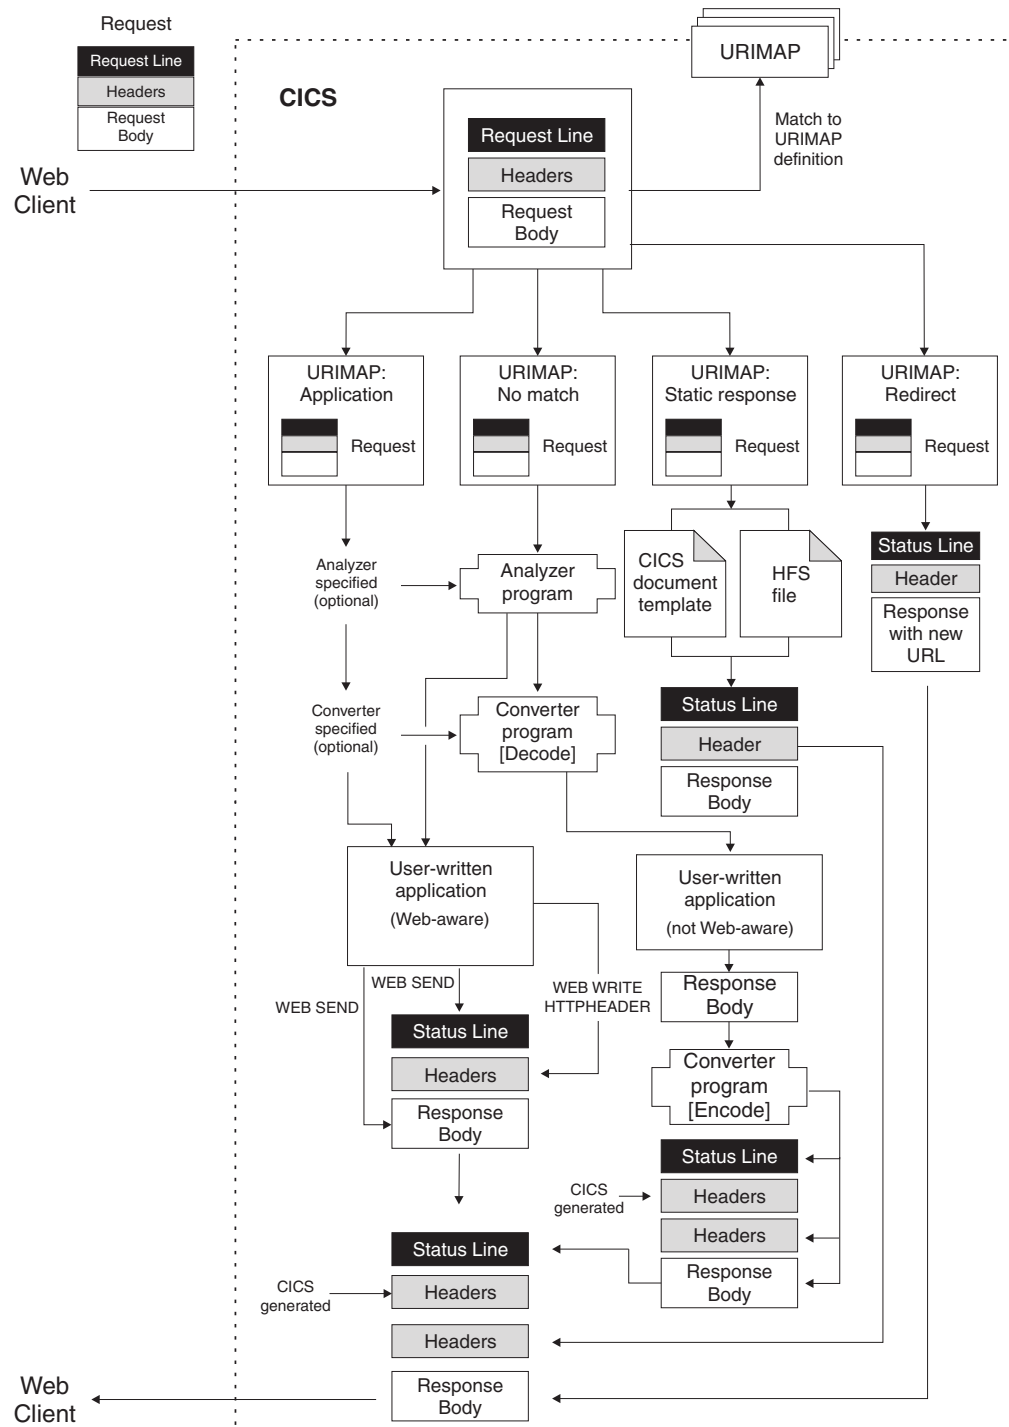 Request
Request Line
Headers
Request
Body
URIMAP
CICS
Match to
URIMAP
definition
Request Line
Headers
Request
Body
Web
Client
URIMAP:
Application
Request
URIMAP:
No match
Request
URIMAP:
Static response
Request
URIMAP:
Redirect
Request
Analyzer
specified
(optional)
Analyzer
program
CICS
document
template
HFS
file
Status Line
Header
Response
with new
URL
Converter
specified
(optional)
Converter
program
[Decode]
Status Line
Header
Response
Body
User-written
application
(Web-aware)
User-written
application
(not Web-aware)
WEB SEND
WEB SEND
WEB WRITE
HTTPHEADER
Response
Body
Status Line
Headers
Response
Body
Converter
program
[Encode]
Status Line
CICS
generated
Headers
Headers
Response
Body
Status Line
CICS
generated
Headers
Headers
Response
Body
Web
Client